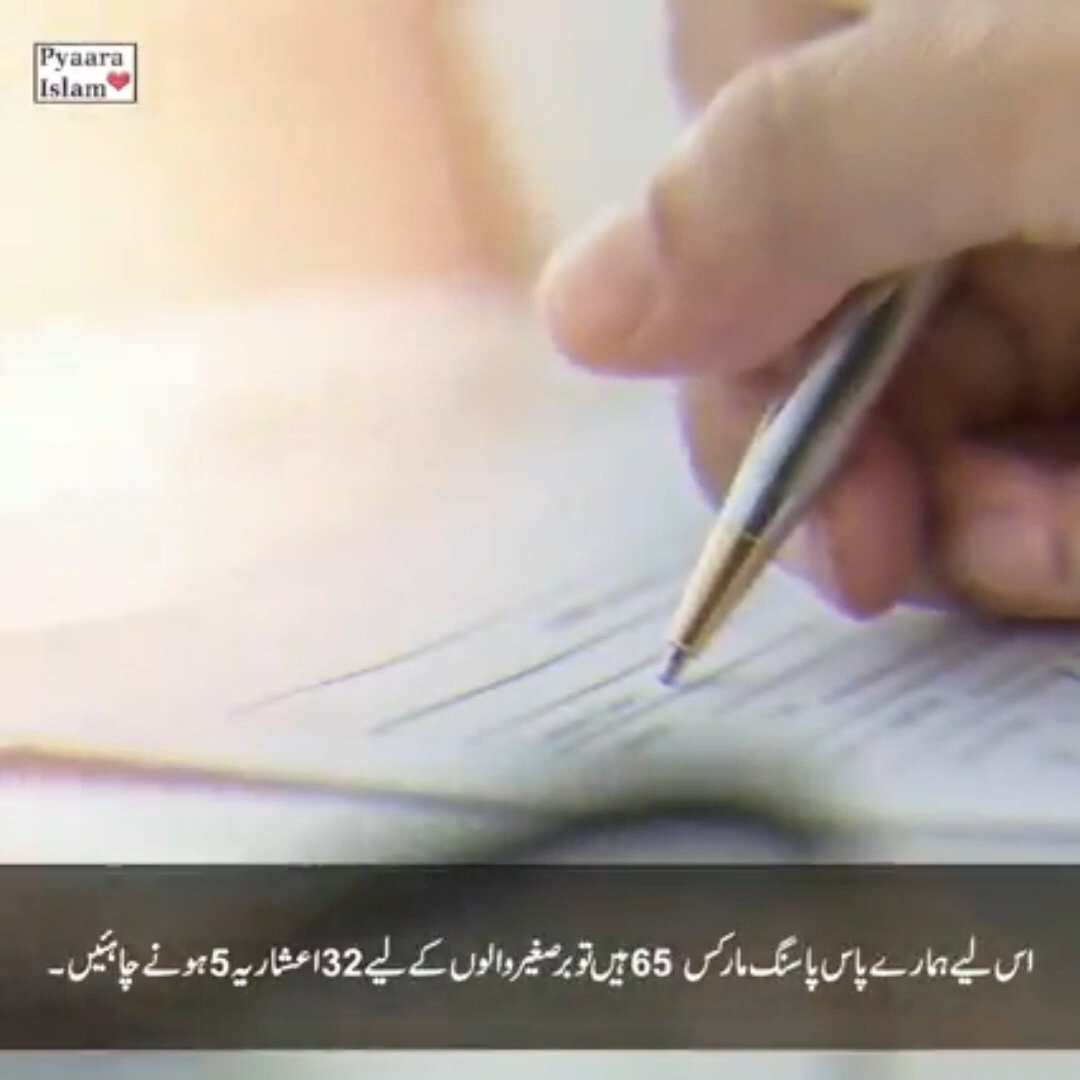 Pyaara
Islam
اس لیے ہمارے پاس پاسنگ مارکس 65 ہیں تو برصغیر والوں کے لیے 32 اعشاریہ 5 ہونے چاہئیں۔